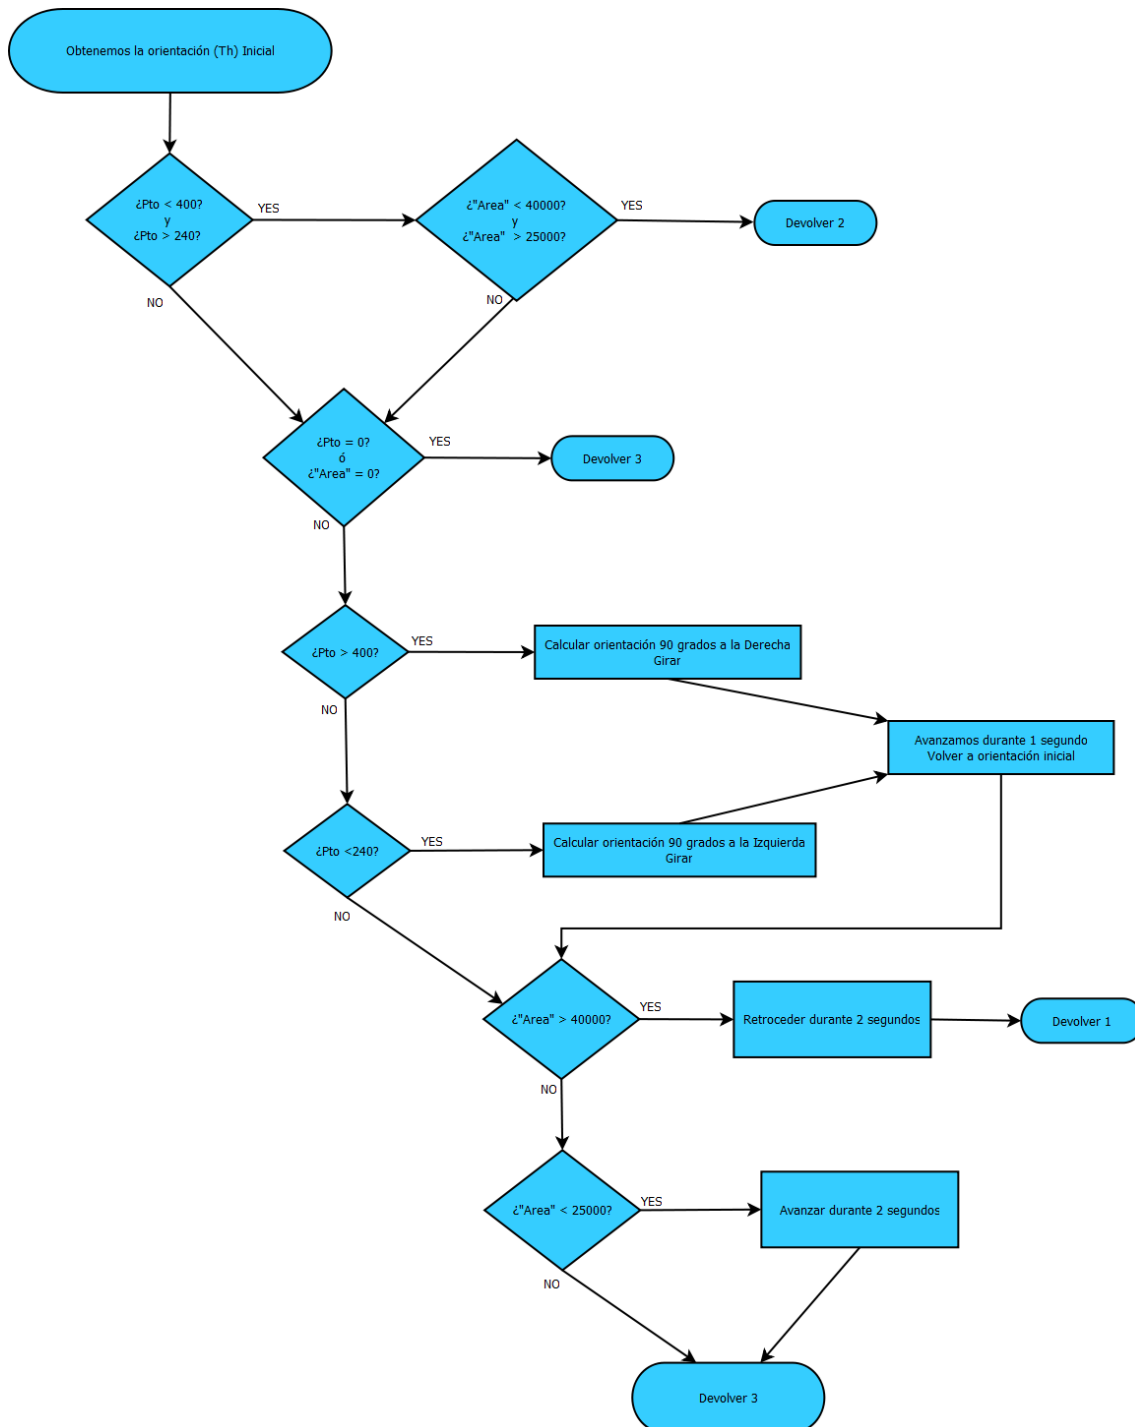 Obtenemos la orientación (Th) Inicial
¿Pto < 400?
y
¿Pto > 240?
YES
NO
¿"Area" < 40000?
y
¿"Area"  > 25000?
YES
NO
Devolver 2
¿Pto = 0?
ó
¿"Area" = 0?
YES
NO
Devolver 3
¿Pto > 400?
YES
NO
Calcular orientación 90 grados a la Derecha
Girar
Avanzamos durante 1 segundo
Volver a orientación inicial
¿Pto <240?
YES
NO
Calcular orientación 90 grados a la Izquierda
Girar
¿"Area" > 40000?
YES
NO
Retroceder durante 2 segundos
Devolver 1
¿"Area" < 25000?
YES
NO
Avanzar durante 2 segundos
Devolver 3